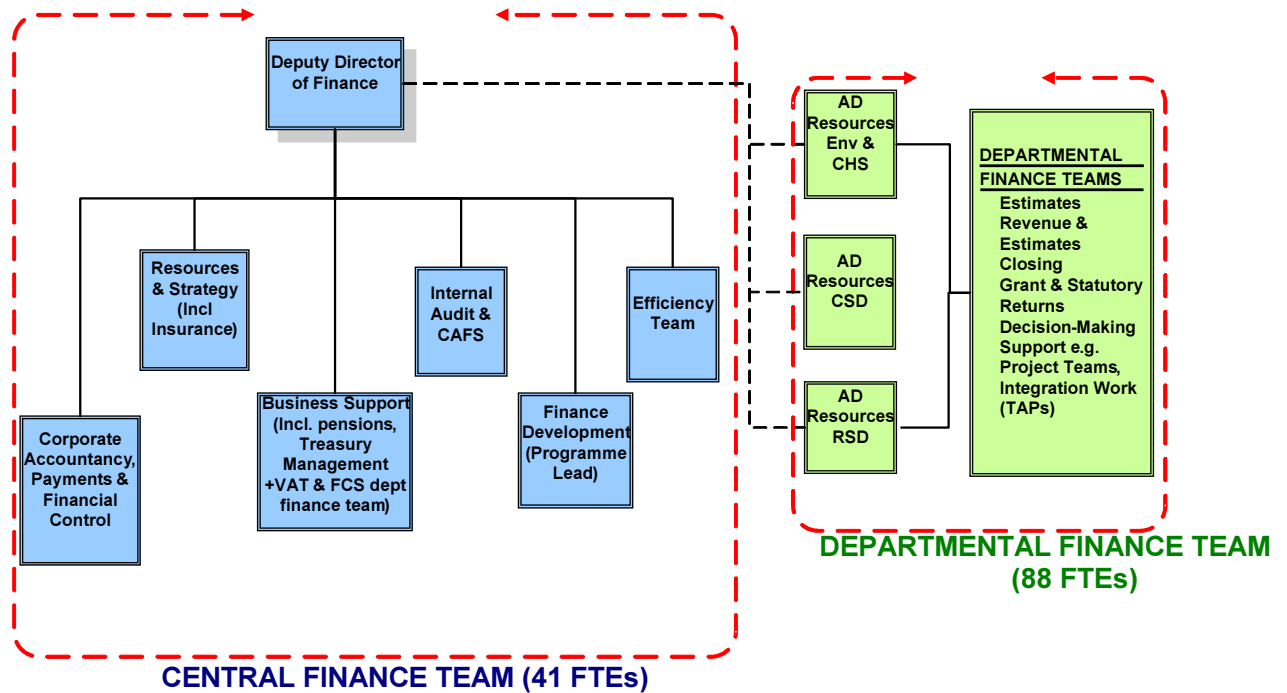 Deputy Director
of Finance
Resources
& Strategy
(Incl
Insurance)
Internal
Audit &
CAFS
Efficiency
Team
Corporate
Accountancy,
Payments &
Financial
Control
Business Support
(Incl. pensions,
Treasury
Management
+VAT & FCS dept
finance team)
Finance
Development
(Programme
Lead)
CENTRAL FINANCE TEAM (41 FTEs)
AD
Resources
Env &
CHS
AD
Resources
CSD
AD
Resources
RSD
DEPARTMENTAL
FINANCE TEAMS
Estimates
Revenue &
Estimates
Closing
Grant & Statutory
Returns
Decision-Making
Support e.g.
Project Teams,
Integration Work
(TAPs)
DEPARTMENTAL FINANCE TEAM
(88 FTEs)